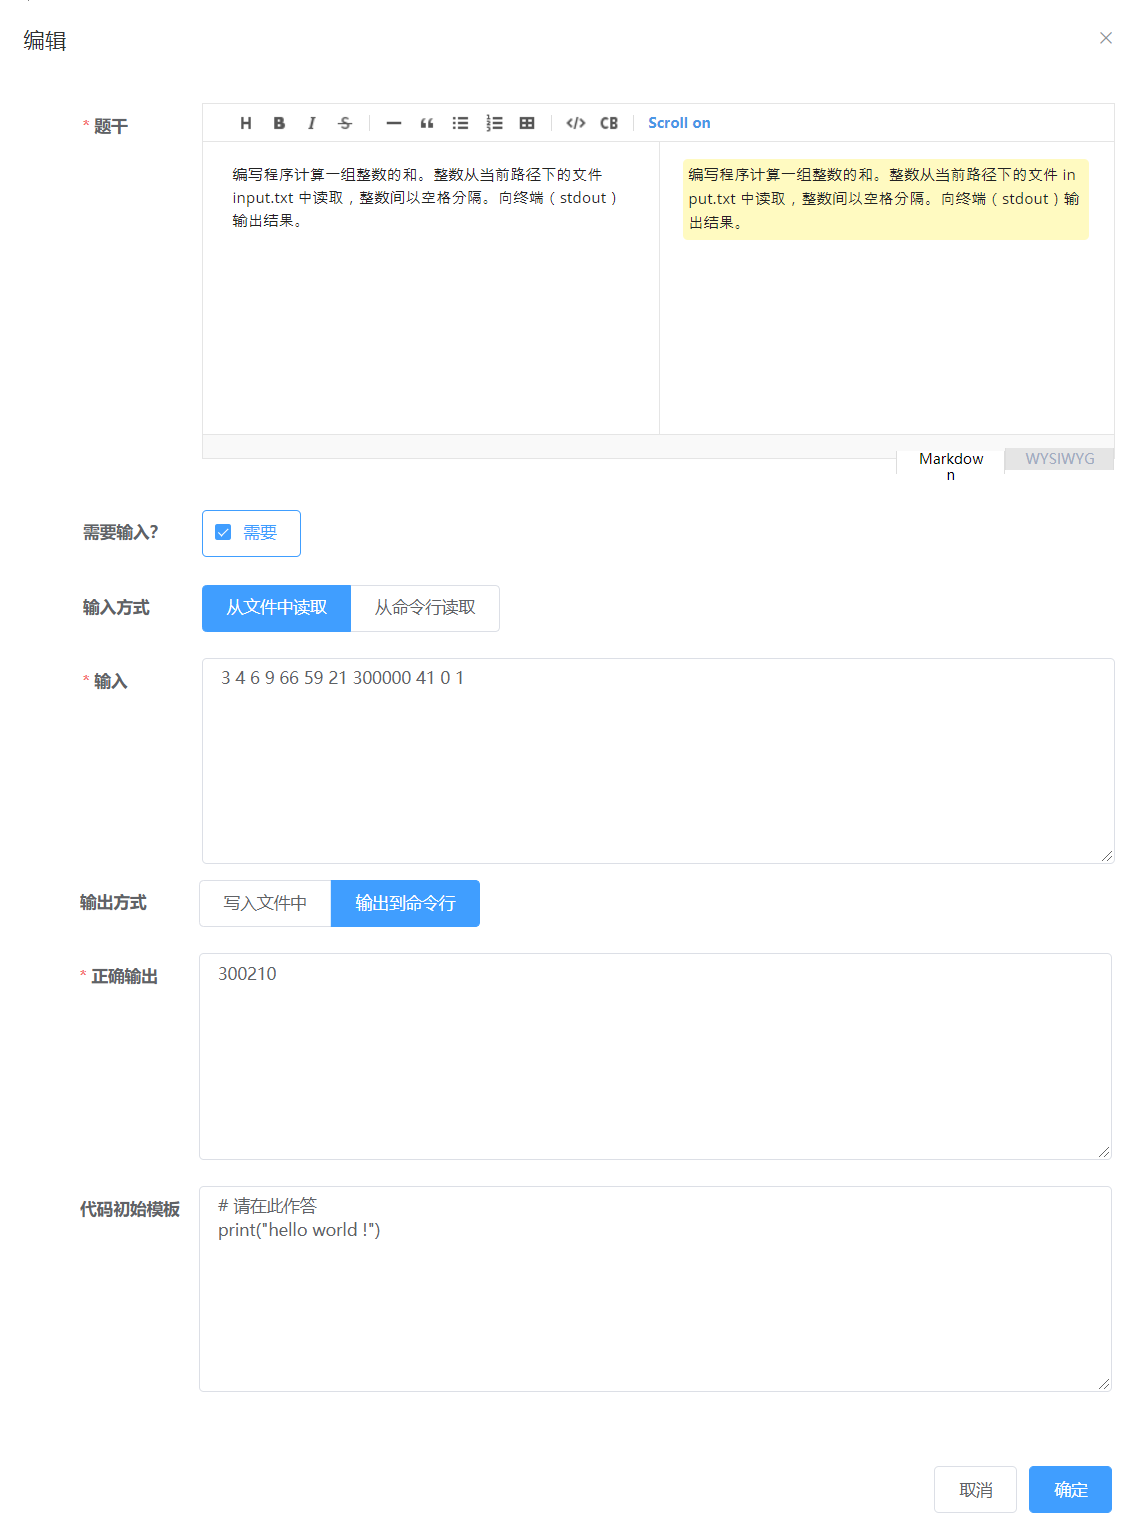 编辑
* 题干
H B I S — “ </> CB Scroll on
编写程序计算一组整数的和。整数从当前路径下的文件
input.txt 中读取，整数间以空格分隔。向终端（stdout）
输出结果。
编写程序计算一组整数的和。整数从当前路径下的文件 in
put.txt 中读取，整数间以空格分隔。向终端（stdout）输
出结果。
Markdow
n
WYSIWYG
需要输入? 需要
输入方式 从文件中读取 从命令行读取
* 输入 3 4 6 9 66 59 21 300000 41 0 1
输出方式 写入文件中 输出到命令行
* 正确输出 300210
代码初始模板 # 请在此作答
print("hello world !")
取消 确定